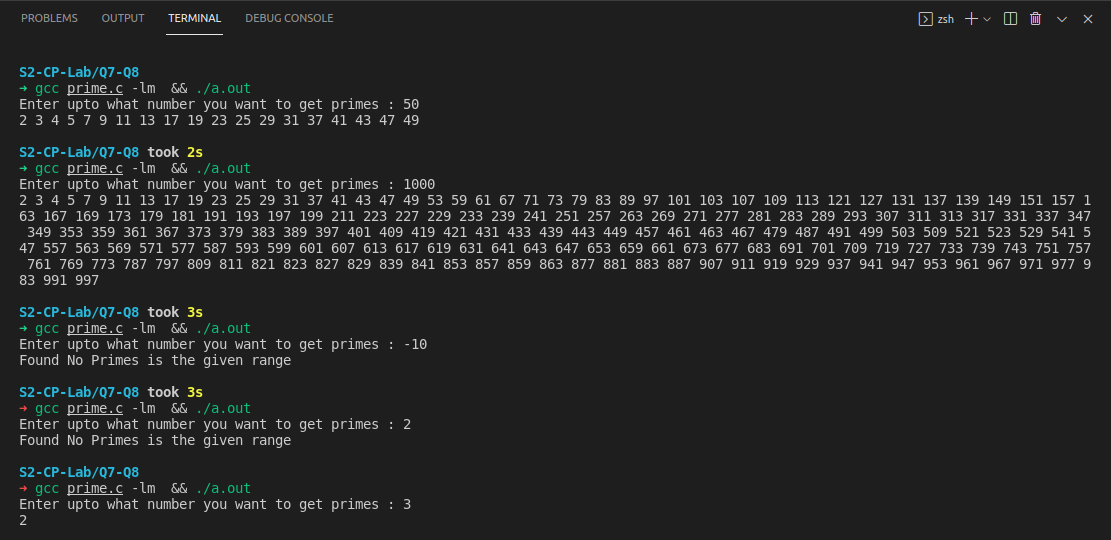 PROBLEMS OUTPUT TERMINAL DEBUG CONSOLE zsh
S2-CP-Lab/Q7-Q8
➜ gcc prime.c -lm  && ./a.out
Enter upto what number you want to get primes : 50
2 3 4 5 7 9 11 13 17 19 23 25 29 31 37 41 43 47 49
S2-CP-Lab/Q7-Q8 took 2s
➜ gcc prime.c -lm  && ./a.out
Enter upto what number you want to get primes : 1000
2 3 4 5 7 9 11 13 17 19 23 25 29 31 37 41 43 47 49 53 59 61 67 71 73 79 83 89 97 101 103 107 109 113 121 127 131 137 139 149 151 157 1
63 167 169 173 179 181 191 193 197 199 211 223 227 229 233 239 241 251 257 263 269 271 277 281 283 289 293 307 311 313 317 331 337 347
 349 353 359 361 367 373 379 383 389 397 401 409 419 421 431 433 439 443 449 457 461 463 467 479 487 491 499 503 509 521 523 529 541 5
47 557 563 569 571 577 587 593 599 601 607 613 617 619 631 641 643 647 653 659 661 673 677 683 691 701 709 719 727 733 739 743 751 757
 761 769 773 787 797 809 811 821 823 827 829 839 841 853 857 859 863 877 881 883 887 907 911 919 929 937 941 947 953 961 967 971 977 9
83 991 997
S2-CP-Lab/Q7-Q8 took 3s
➜ gcc prime.c -lm  && ./a.out
Enter upto what number you want to get primes : -10
Found No Primes is the given range
S2-CP-Lab/Q7-Q8 took 3s
➜ gcc prime.c -lm  && ./a.out
Enter upto what number you want to get primes : 2
Found No Primes is the given range
S2-CP-Lab/Q7-Q8
➜ gcc prime.c -lm  && ./a.out
Enter upto what number you want to get primes : 3
2